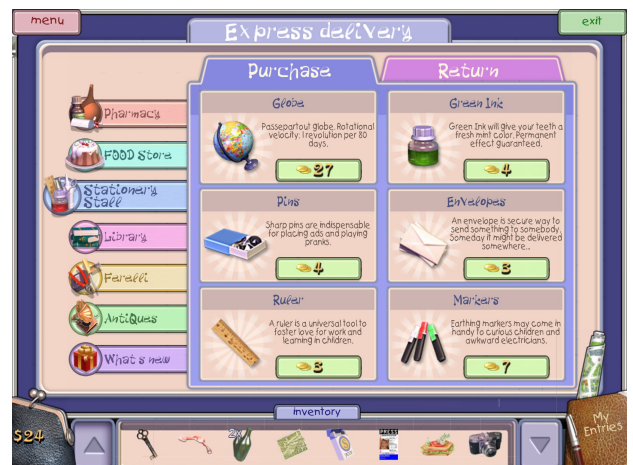 menu
Express delivery
exit
Purchase
Return
Pharmacy
FOOD Store
Stationery
Stall
Library
Ferelli
AntiQues
What s new
Globe
Passepartout globe. Rotational
velocity: 1 revolution per 80
days.
27
Green Ink
Green Ink will give your teeth a
fresh mint color. Permanent
effect guaranteed.
4
Pins
Sharp pins are indispensable
for placing ads and playing
pranks.
4
Envelopes
An envelope is secure way to
send something to somebody.
Someday it might be delivered
somewhere...
3
Ruler
A ruler is a universal tool to
foster love for work and
learning in children.
3
Markers
Earthing markers may come in
handy to curious children and
awkward electricians.
7
inventory
$24
2x
PRESS
My
Entries